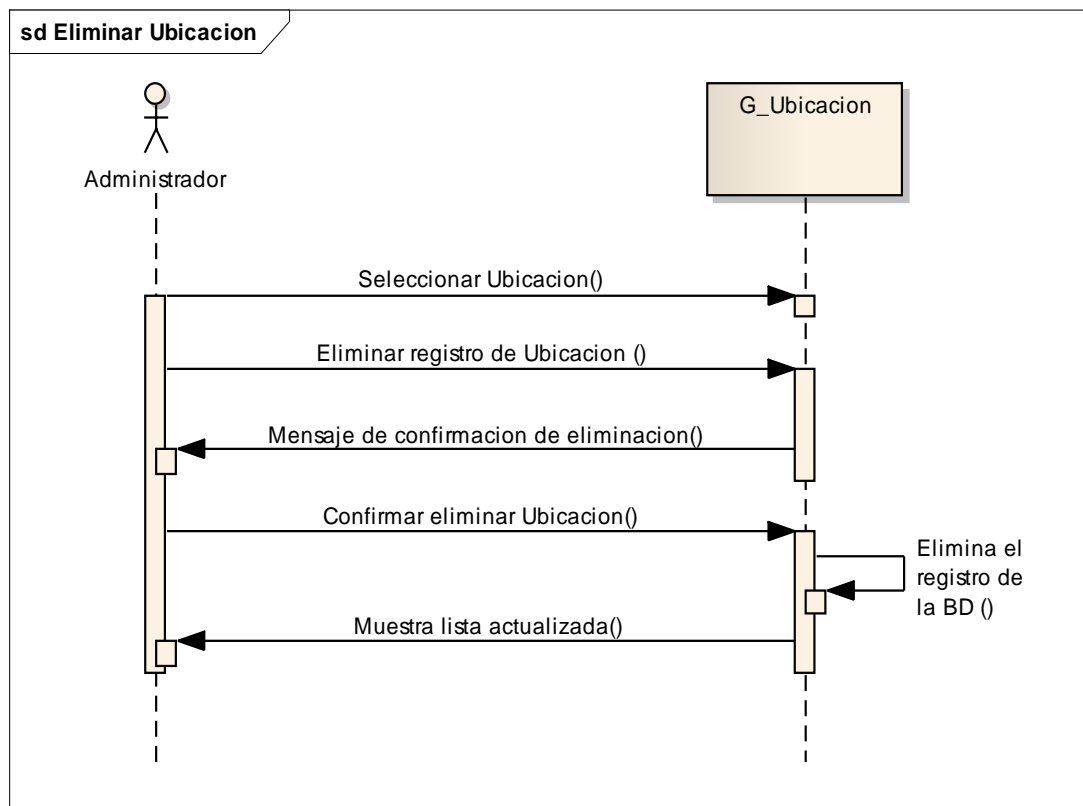 sd Eliminar Ubicacion
G_Ubicacion
Administrador
Seleccionar Ubicacion()
Eliminar registro de Ubicacion ()
Mensaje de confirmacion de eliminacion()
Confirmar eliminar Ubicacion()
Elimina el
registro de
la BD ()
Muestra lista actualizada()